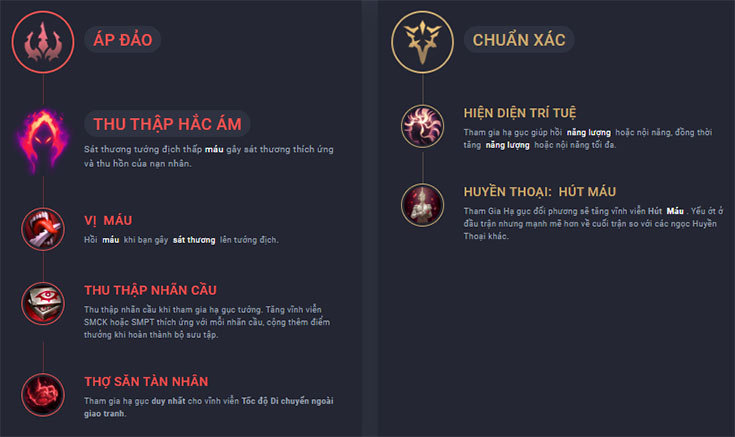 ÁP ĐẢO
THU THẬP HẮC ÁM
Sát thương tướng địch thấp máu gây sát thương thích ứng
và thu hồn của nạn nhân.
VỊ MÁU
Hồi máu khi bạn gây sát thương lên tướng địch.
THU THẬP NHÃN CẦU
Thu thập nhãn cầu khi tham gia hạ gục tướng. Tăng vĩnh viễn
SMCK hoặc SMPT thích ứng với mỗi nhãn cầu, cộng thêm điểm
thưởng khi hoàn thành bộ sưu tập.
THỢ SĂN TÀN NHẪN
Tham gia hạ gục duy nhất cho vĩnh viễn Tốc độ Di chuyển ngoài
giao tranh.
CHUẨN XÁC
HIỆN DIỆN TRÍ TUỆ
Tham gia hạ gục giúp hồi năng lượng hoặc nội năng, đồng thời
tăng năng lượng hoặc nội năng tối đa.
HUYỀN THOẠI: HÚT MÁU
Tham Gia Hạ gục đối phương sẽ tăng vĩnh viễn Hút Máu . Yếu ớt ở
đầu trận nhưng mạnh mẽ hơn về cuối trận so với các ngọc Huyền
Thoại khác.